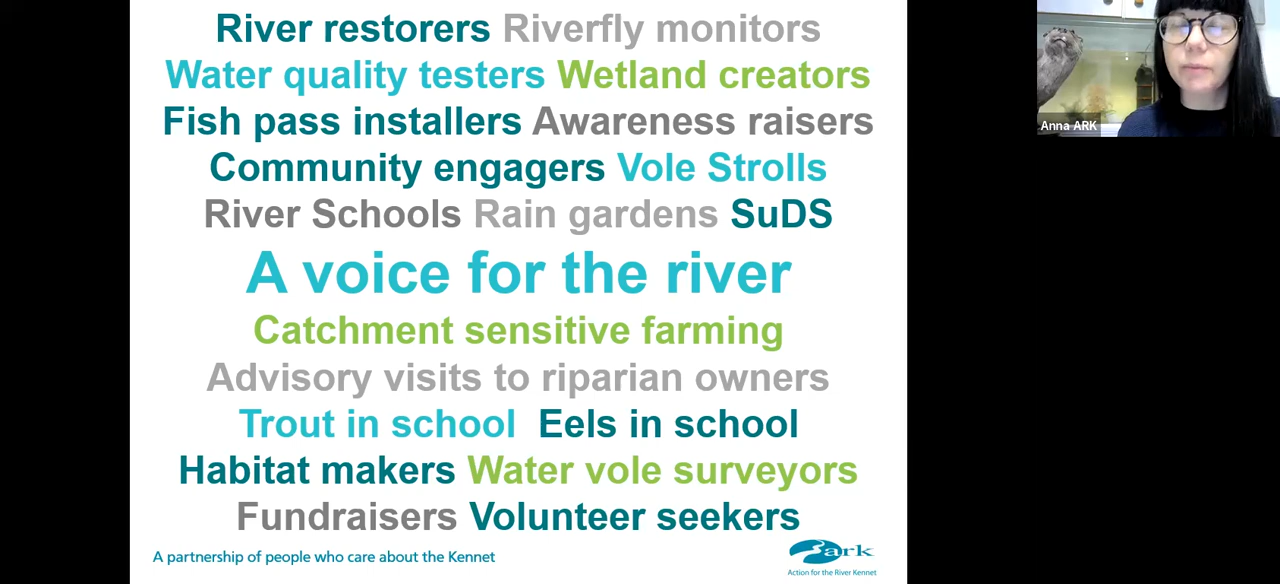 River restorers Riverfly monitors
Water quality testers Wetland creators
Fish pass installers Awareness raisers
Community engagers Vole Strolls
River Schools Rain gardens SuDS
A voice for the river
Catchment sensitive farming
Advisory visits to riparian owners
Trout in school Eels in school
Habitat makers Water vole surveyors
Fundraisers Volunteer seekers
A partnership of people who care about the Kennet
ark
Action for the River Kennet
Anna ARK